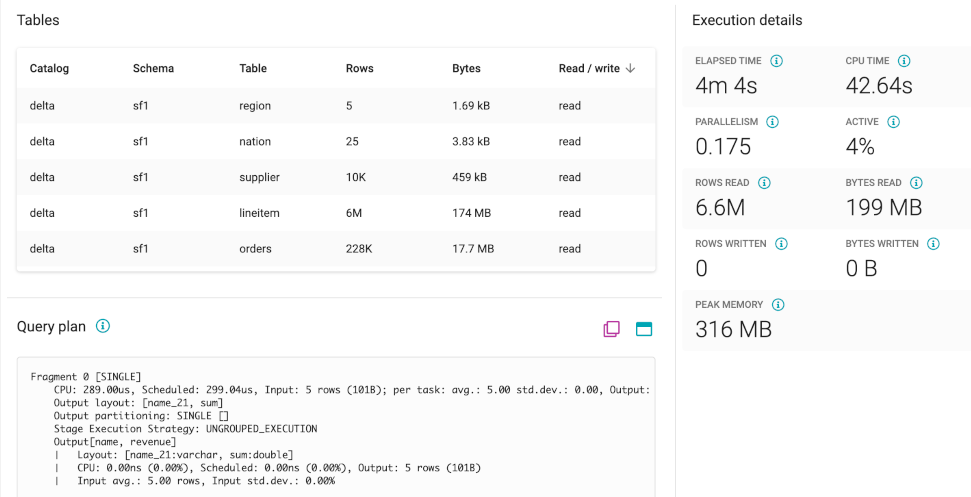 Tables
Catalog Schema Table Rows Bytes Read / write ↓
delta sf1 region 5 1.69 kB read
delta sf1 nation 25 3.83 kB read
delta sf1 supplier 10K 459 kB read
delta sf1 lineitem 6M 174 MB read
delta sf1 orders 228K 17.7 MB read
Query plan
Fragment 0 [SINGLE]
    CPU: 289.00us, Scheduled: 299.04us, Input: 5 rows (101B); per task: avg.: 5.00 std.dev.: 0.00, Output:
    Output layout: [name_21, sum]
    Output partitioning: SINGLE []
    Stage Execution Strategy: UNGROUPED_EXECUTION
    Output[name, revenue]
    |   Layout: [name_21:varchar, sum:double]
    |   CPU: 0.00ns (0.00%), Scheduled: 0.00ns (0.00%), Output: 5 rows (101B)
    |   Input avg.: 5.00 rows, Input std.dev.: 0.00%
Execution details
ELAPSED TIME CPU TIME
4m 4s 42.64s
PARALLELISM ACTIVE
0.175 4%
ROWS READ BYTES READ
6.6M 199 MB
ROWS WRITTEN BYTES WRITTEN
0 0 B
PEAK MEMORY
316 MB